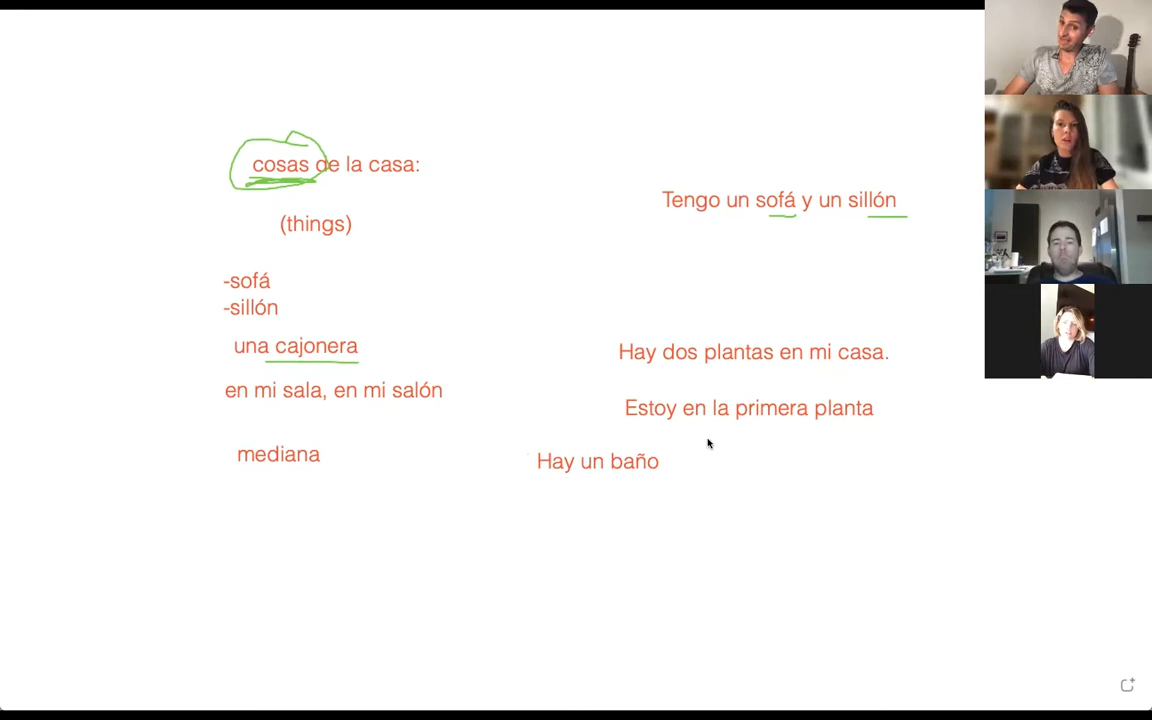 cosas de la casa:
(things)
-sofá
-sillón
una cajonera
en mi sala, en mi salón
mediana
Tengo un sofá y un sillón
Hay dos plantas en mi casa.
Estoy en la primera planta
Hay un baño